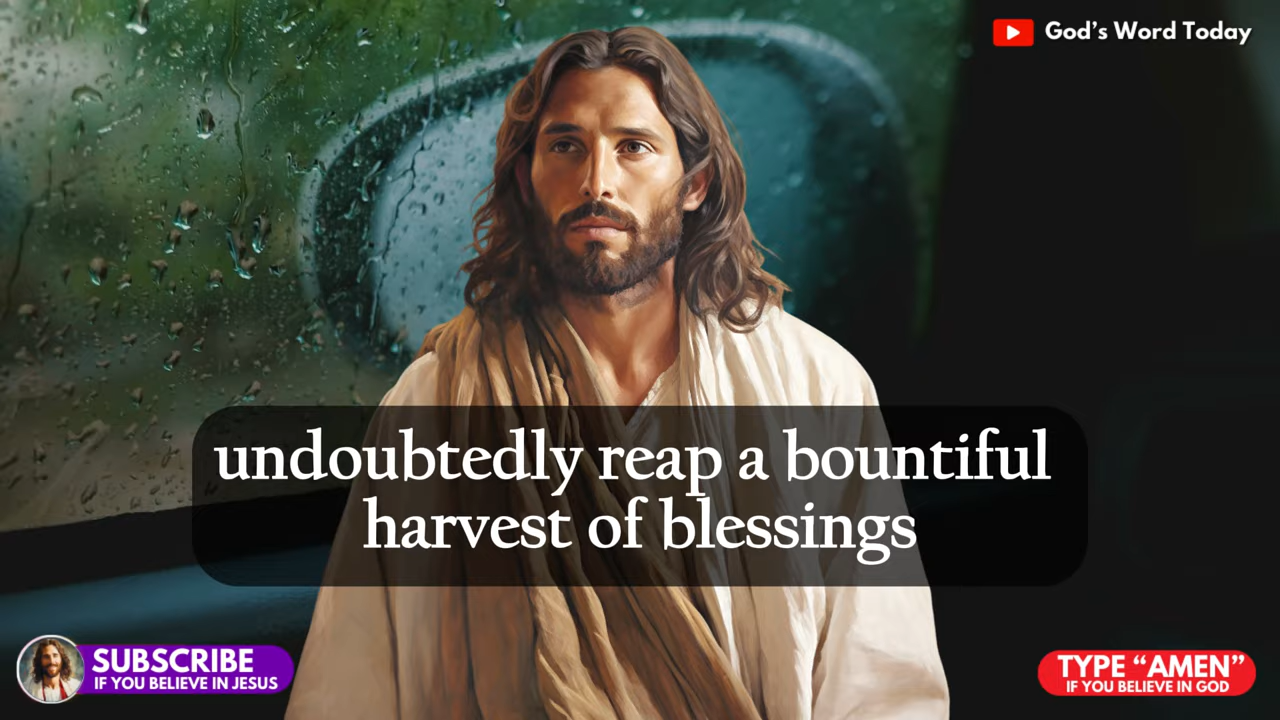 God's Word Today
undoubtedly reap a bountiful
harvest of blessings
SUBSCRIBE
IF YOU BELIEVE IN JESUS
TYPE “AMEN”
IF YOU BELIEVE IN GOD